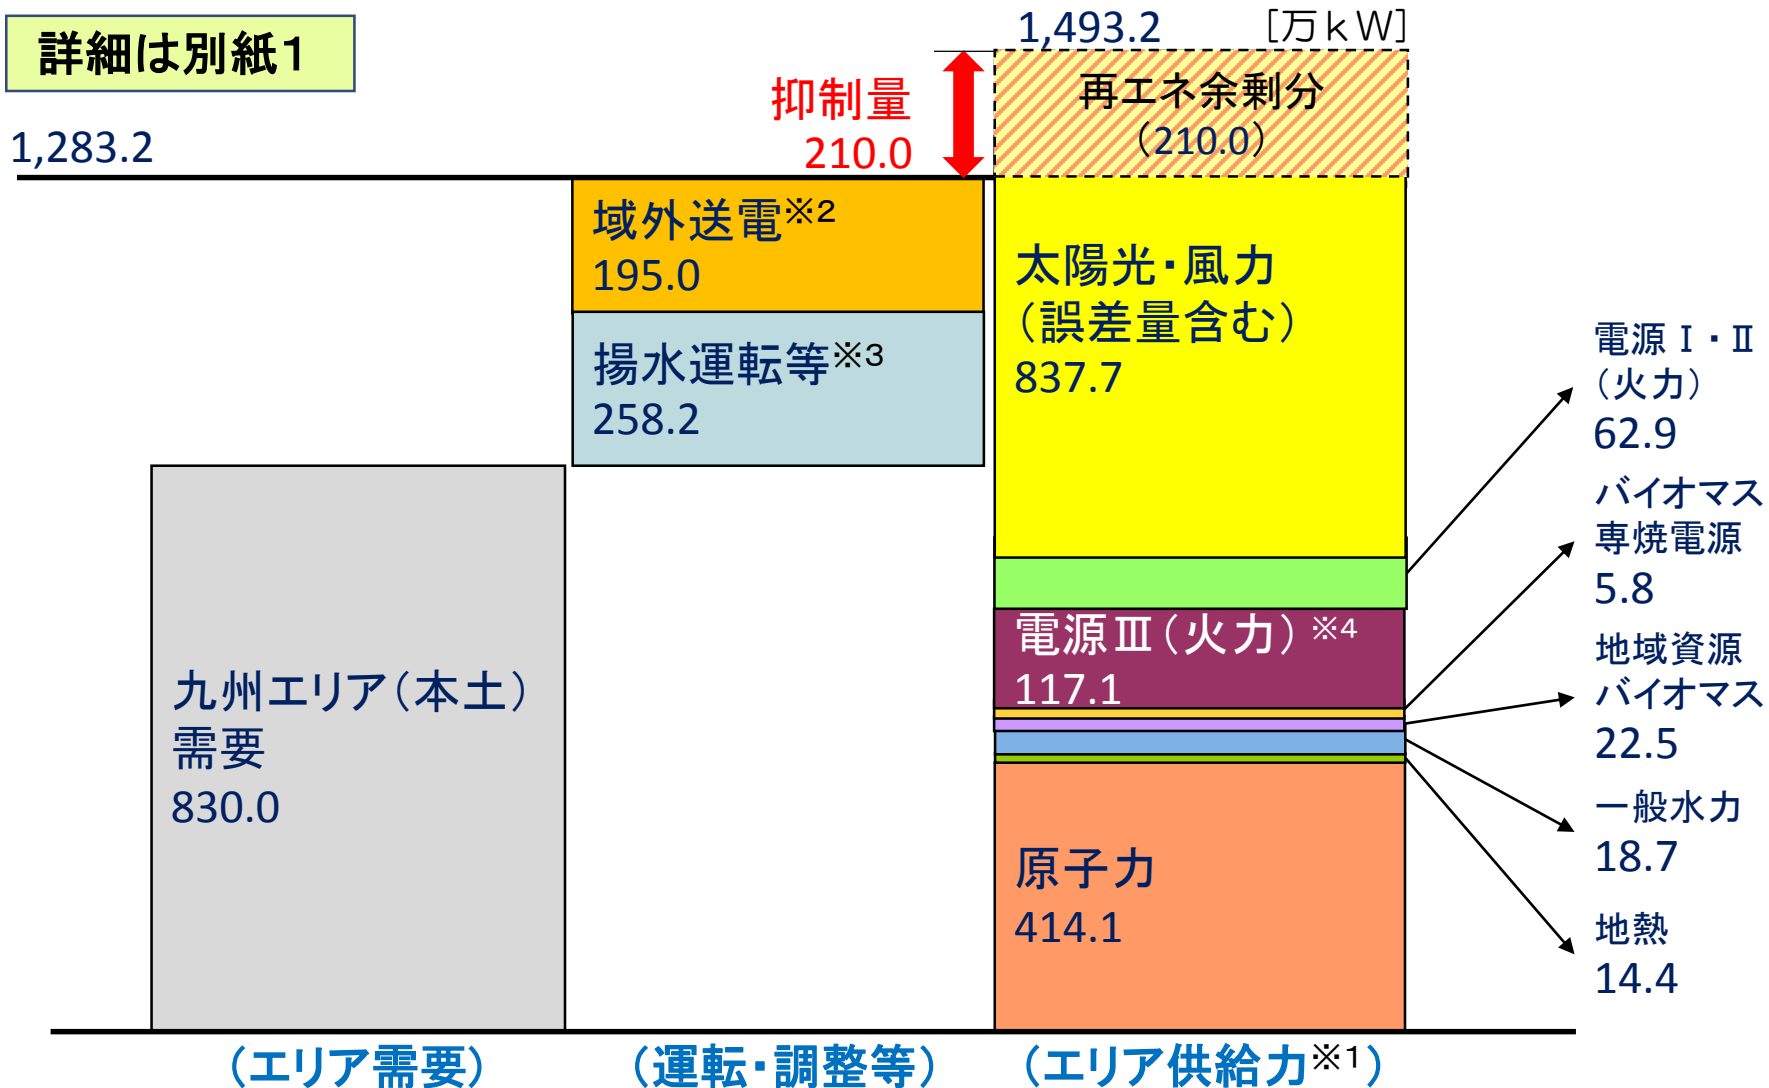 詳細は別紙1
1,493.2
[万kW]
抑制量
210.0
再エネ余剰分
(210.0)
1,283.2
域外送電※2
195.0
揚水運転等※3
258.2
九州エリア(本土)
需要
830.0
太陽光・風力
(誤差量含む)
837.7
電源Ⅲ(火力)※4
117.1
原子力
414.1
電源Ⅰ・Ⅱ
(火力)
62.9
バイオマス
専焼電源
5.8
地域資源
バイオマス
22.5
一般水力
18.7
地熱
14.4
(エリア需要)
(運転・調整等)
(エリア供給力※1)